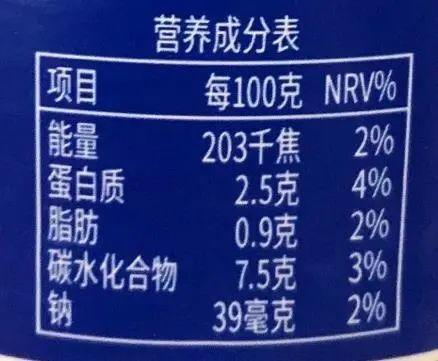 营养成分表
项目 每100克 NRV%
能量 203千焦 2%
蛋白质 2.5克 4%
脂肪 0.9克 2%
碳水化合物 7.5克 3%
钠 39毫克 2%